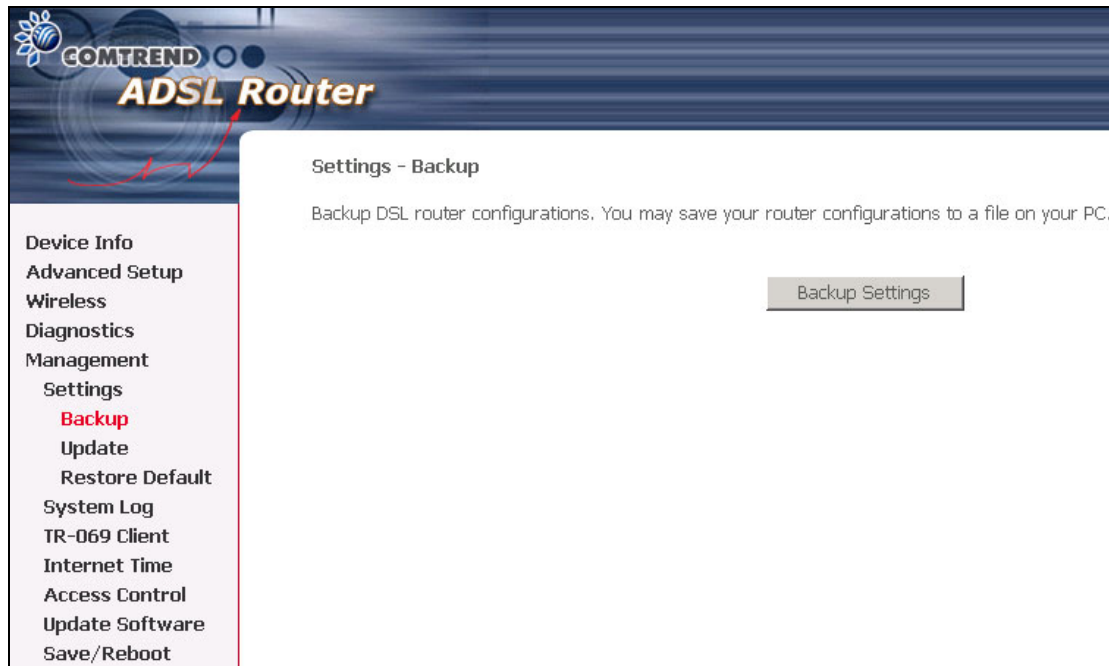 COMTREND
ADSL Router
Settings - Backup
Backup DSL router configurations. You may save your router configurations to a file on your PC.
Backup Settings
Device Info
Advanced Setup
Wireless
Diagnostics
Management
Settings
Backup
Update
Restore Default
System Log
TR-069 Client
Internet Time
Access Control
Update Software
Save/Reboot